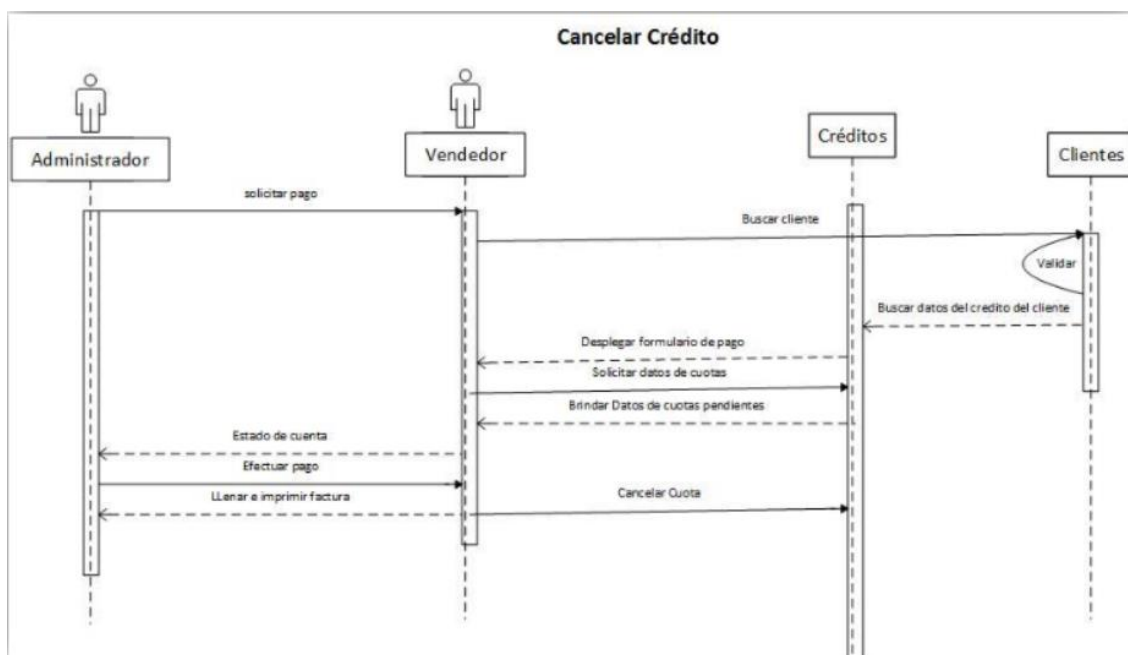 Cancelar Crédito
Administrador
Vendedor
Créditos
Clientes
solicitar pago
Buscar cliente
Validar
Buscar datos del credito del cliente
Desplegar formulario de pago
Solicitar datos de cuotas
Brindar Datos de cuotas pendientes
Estado de cuenta
Efectuar pago
LLenar e imprimir factura
Cancelar Cuota